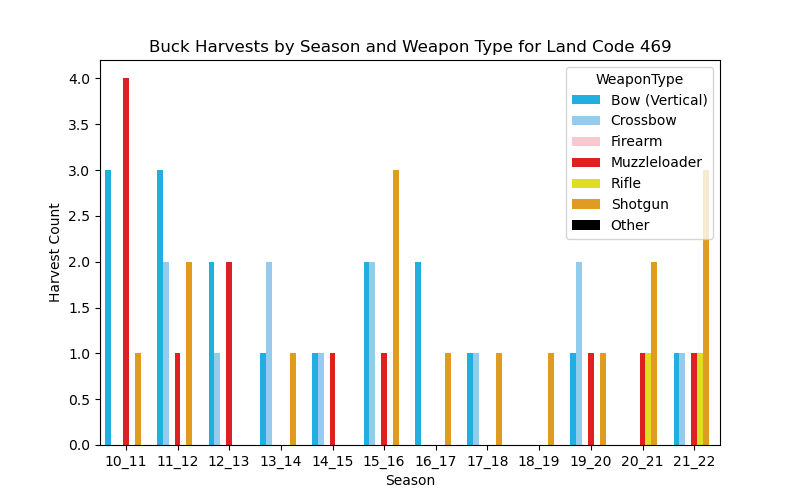 Buck Harvests by Season and Weapon Type for Land Code 469
WeaponType
Bow (Vertical)
Crossbow
Firearm
Muzzleloader
Rifle
Shotgun
Other
Harvest Count
4.0
3.5
3.0
2.5
2.0
1.5
1.0
0.5
0.0
10_11 11_12 12_13 13_14 14_15 15_16 16_17 17_18 18_19 19_20 20_21 21_22
Season